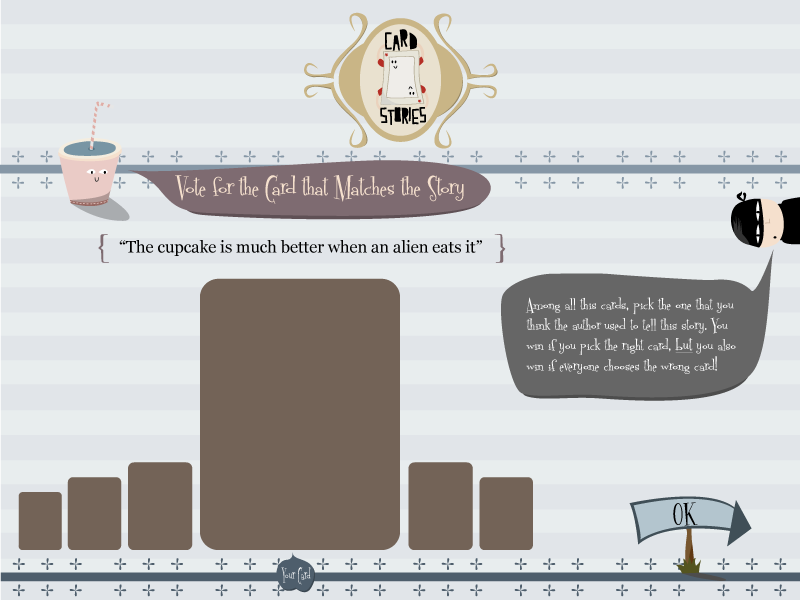 CARD
STORIES
Vote for the Card that Matches the Story
{ “The cupcake is much better when an alien eats it” }
Among all this cards, pick the one that you
think the author used to tell this story. You
win if you pick the right card, but you also
win if everyone chooses the wrong card!
OK
Your Card